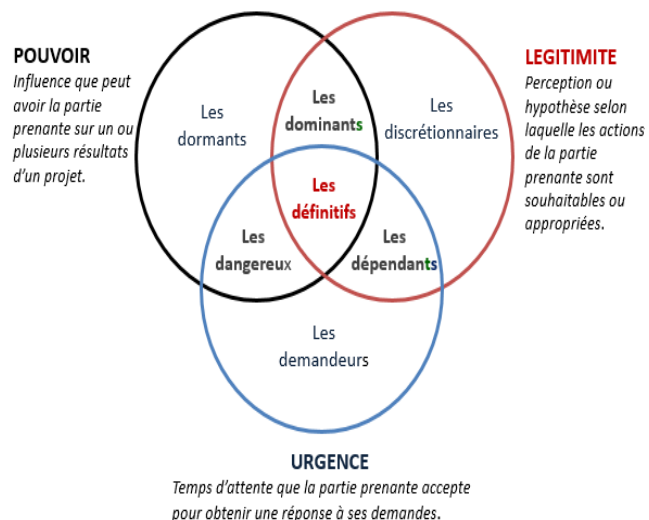 POUVOIR
Influence que peut
avoir la partie
prenante sur un ou
plusieurs résultats
d'un projet.
LEGITIMITE
Perception ou
hypothèse selon
laquelle les actions
de la partie
prenante sont
souhaitables ou
appropriées.
Les
dormants
Les
dominants
Les
discrétionnaires
Les
définitifs
Les
dangereux
Les
dépendants
Les
demandeurs
URGENCE
Temps d'attente que la partie prenante accepte
pour obtenir une réponse à ses demandes.